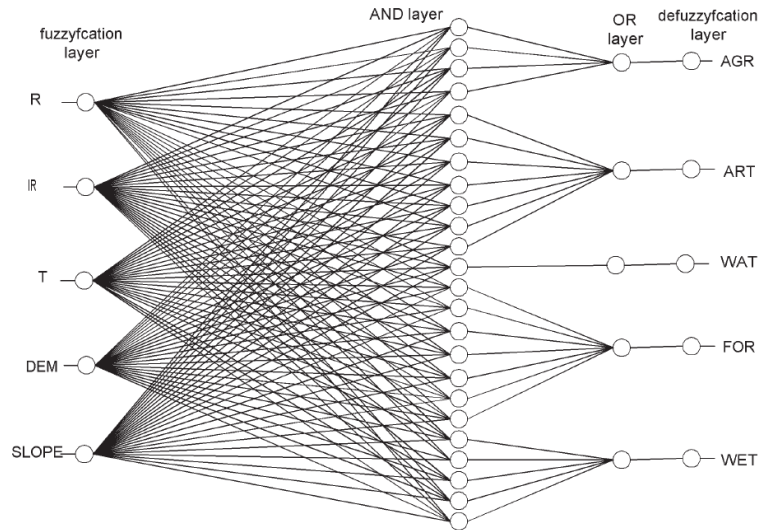 fuzzyfcation
layer
AND layer
OR
layer
defuzzyfcation
layer
R
IR
T
DEM
SLOPE
AGR
ART
WAT
FOR
WET